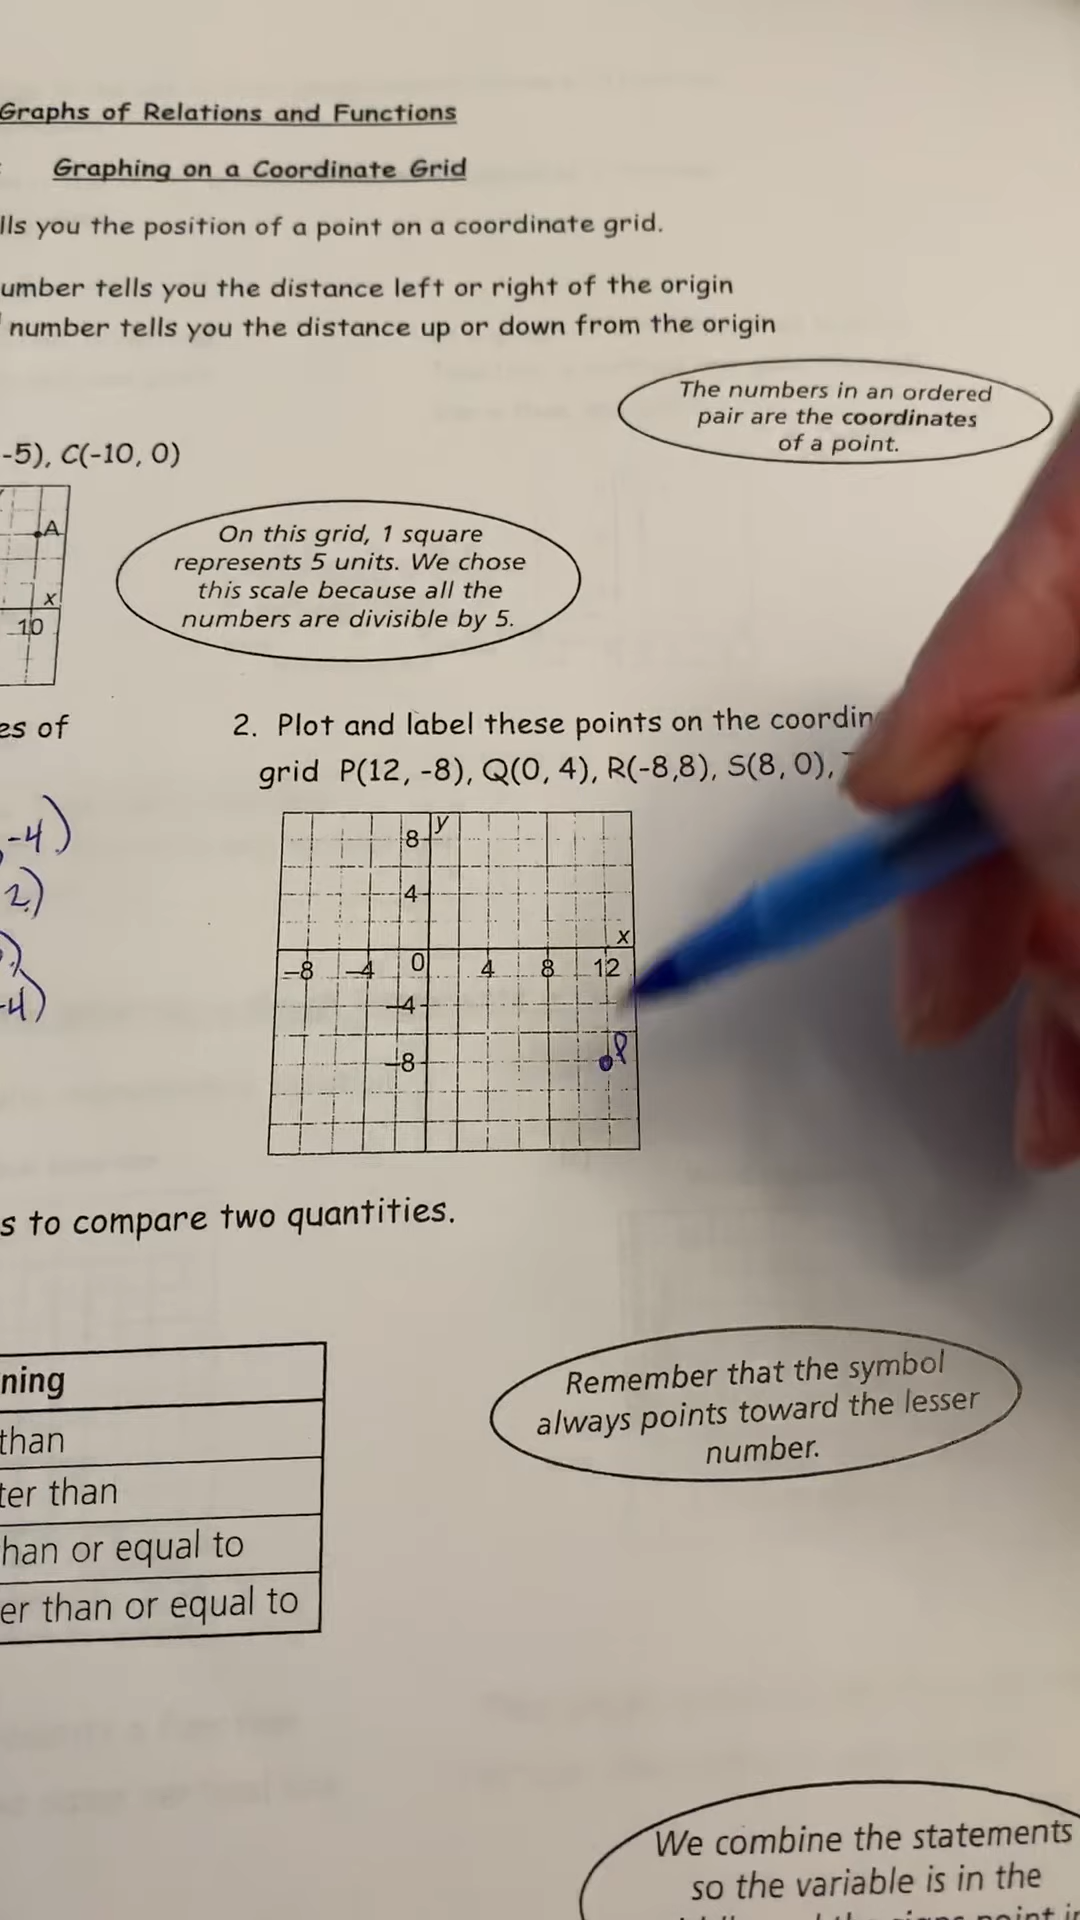 Graphs of Relations and Functions
Graphing on a Coordinate Grid
lls you the position of a point on a coordinate grid.
umber tells you the distance left or right of the origin
number tells you the distance up or down from the origin
The numbers in an ordered
pair are the coordinates
of a point.
-5), C(-10, 0)
A
x
10
On this grid, 1 square
represents 5 units. We chose
this scale because all the
numbers are divisible by 5.
es of
-4)
2)
-4)
2. Plot and label these points on the coordin
grid P(12, -8), Q(0, 4), R(-8,8), S(8, 0),
y
8
4
x
-8 -4 0 4 8 12
-4
P
-8
s to compare two quantities.
ning
than
ter than
han or equal to
er than or equal to
Remember that the symbol
always points toward the lesser
number.
We combine the statements
so the variable is in the